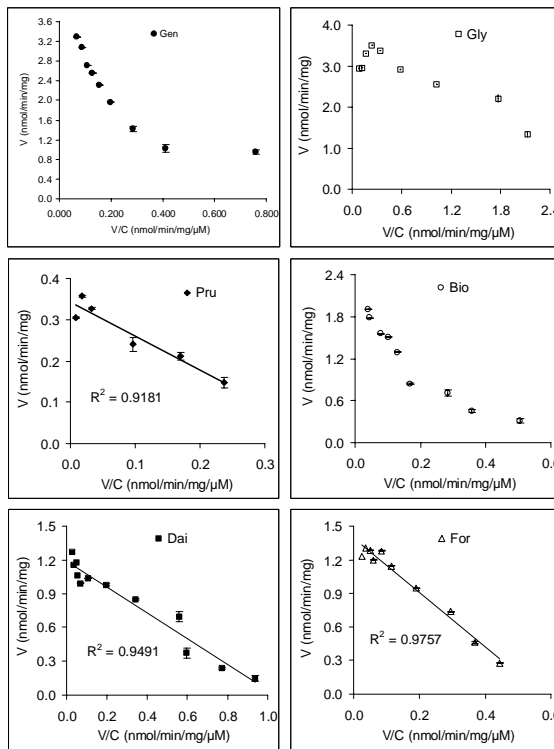 Gen
V (nmol/min/mg)
3.6
3.0
2.4
1.8
1.2
0.6
0.0
0.000 0.200 0.400 0.600 0.800
V/C (nmol/min/mg/µM)
Gly
V (nmol/min/mg)
4.0
3.0
2.0
1.0
0.0
0.0 0.6 1.2 1.8 2.4
V/C (nmol/min/mg/µM)
Pru
V (nmol/min/mg)
0.4
0.3
0.2
0.1
0.0
R² = 0.9181
0.0 0.1 0.2 0.3
V/C (nmol/min/mg/µM)
Bio
V (nmol/min/mg)
2.4
1.8
1.2
0.6
0.0
0.0 0.2 0.4 0.6
V/C (nmol/min/mg/µM)
Dai
V (nmol/min/mg)
1.5
1.2
0.9
0.6
0.3
0.0
R² = 0.9491
0.0 0.2 0.4 0.6 0.8 1.0
V/C (nmol/min/mg/µM)
For
V (nmol/min/mg)
1.5
1.2
0.9
0.6
0.3
0.0
R² = 0.9757
0.0 0.2 0.4 0.6
V/C (nmol/min/mg/µM)